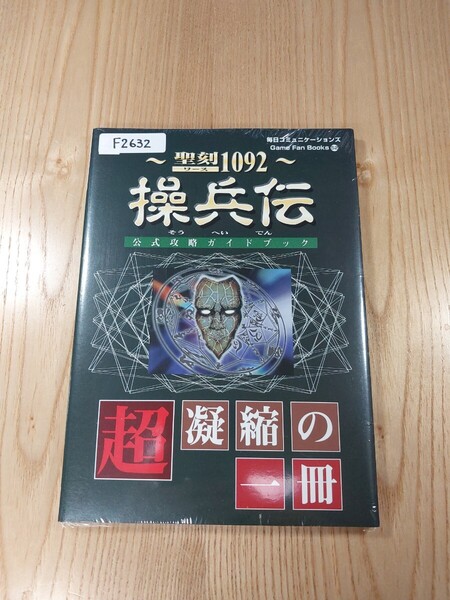 F2632
毎日コミュニケーションズ
Game Fan Books
～聖刻1092～
リース
操兵伝
そう へい でん
公式攻略ガイドブック
超凝縮の
一冊